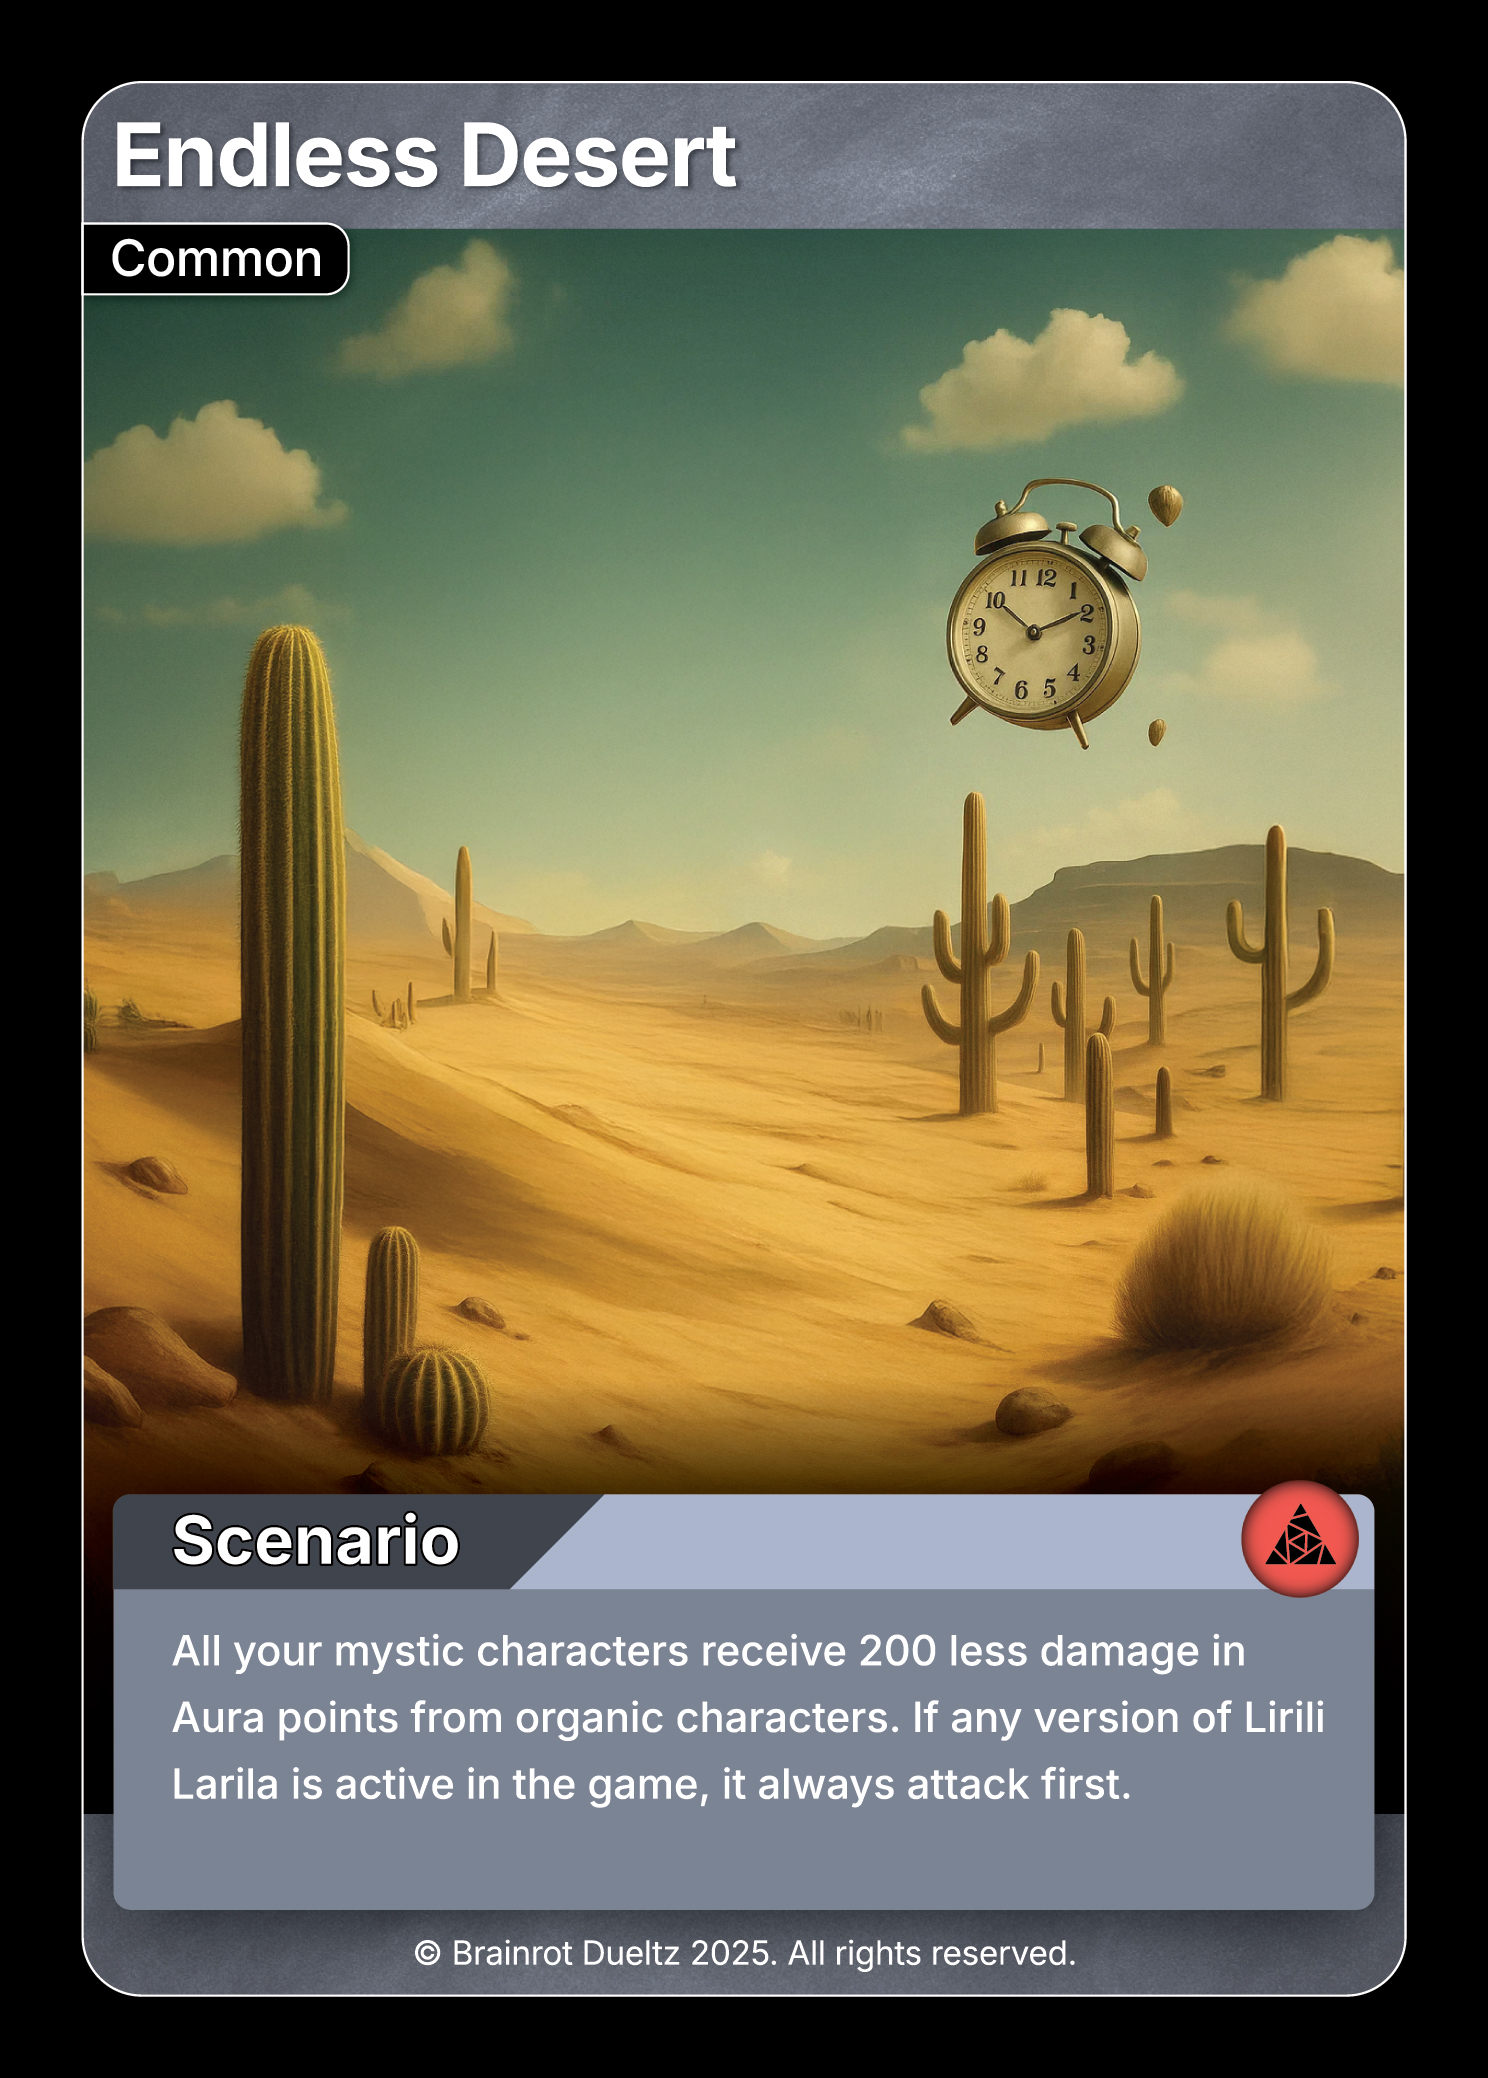 Endless Desert
Common
11 12 1
10 2
9 3
8 4
7 6 5
Scenario
All your mystic characters receive 200 less damage in
Aura points from organic characters. If any version of Lirili
Larila is active in the game, it always attack first.
© Brainrot Dueltz 2025. All rights reserved.